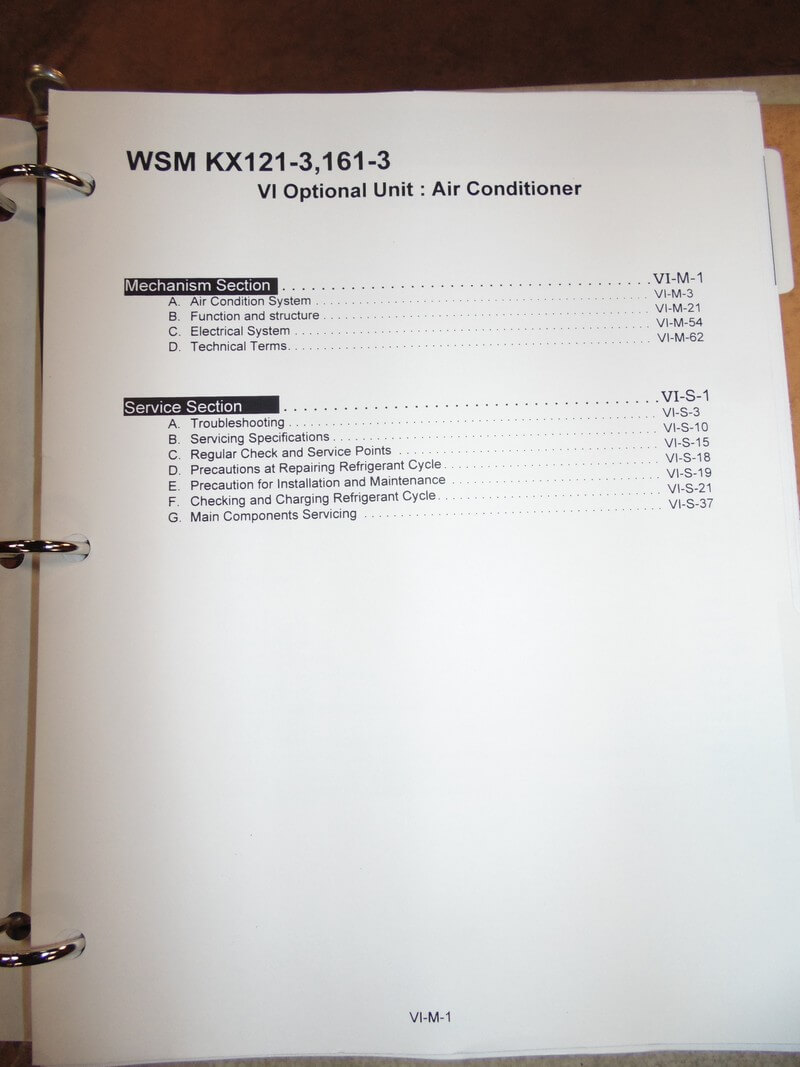 WSM KX121-3,161-3
VI Optional Unit : Air Conditioner
Mechanism Section . . . . . . . . . . . . . . . . . . . . . . . . . . . . . . . . . . . . . . .VI-M-1
A. Air Condition System . . . . . . . . . . . . . . . . . . . . . . . . . . . . . . . . . . . . . . . VI-M-3
B. Function and structure . . . . . . . . . . . . . . . . . . . . . . . . . . . . . . . . . . . . . . . VI-M-21
C. Electrical System . . . . . . . . . . . . . . . . . . . . . . . . . . . . . . . . . . . . . . . VI-M-54
D. Technical Terms. . . . . . . . . . . . . . . . . . . . . . . . . . . . . . . . . . . . . . . VI-M-62
Service Section . . . . . . . . . . . . . . . . . . . . . . . . . . . . . . . . . . . . . . .VI-S-1
A. Troubleshooting . . . . . . . . . . . . . . . . . . . . . . . . . . . . . . . . . . . . . . . VI-S-3
B. Servicing Specifications . . . . . . . . . . . . . . . . . . . . . . . . . . . . . . . . . . . . . . . VI-S-10
C. Regular Check and Service Points . . . . . . . . . . . . . . . . . . . . . . . . . . . . . . . . . VI-S-15
D. Precautions at Repairing Refrigerant Cycle . . . . . . . . . . . . . . . . . . . . . . . . . . . VI-S-18
E. Precaution for Installation and Maintenance . . . . . . . . . . . . . . . . . . . . . . . . . . . VI-S-19
F. Checking and Charging Refrigerant Cycle. . . . . . . . . . . . . . . . . . . . . . . . . . . . VI-S-21
G. Main Components Servicing . . . . . . . . . . . . . . . . . . . . . . . . . . . . . . . . . . . VI-S-37
VI-M-1